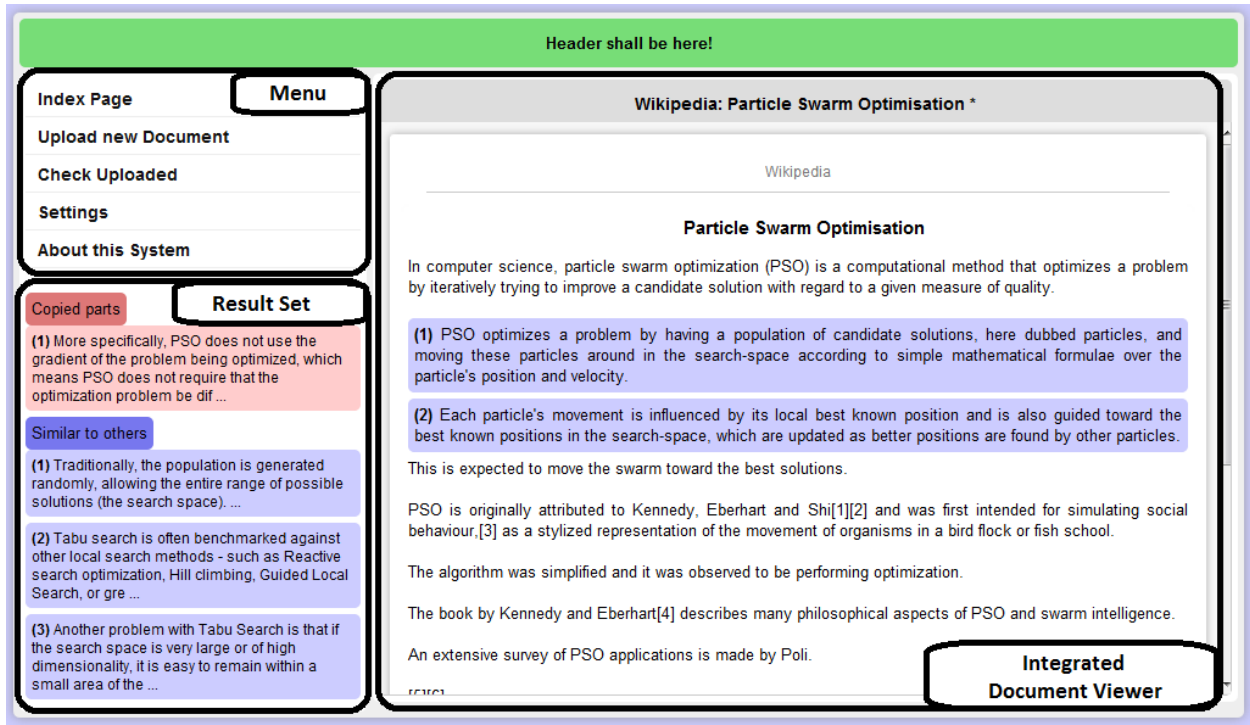 Header shall be here!
Index Page
Menu
Upload new Document
Check Uploaded
Settings
About this System
Result Set
Copied parts
(1) More specifically, PSO does not use the
gradient of the problem being optimized, which
means PSO does not require that the
optimization problem be dif ...
Similar to others
(1) Traditionally, the population is generated
randomly, allowing the entire range of possible
solutions (the search space). ...
(2) Tabu search is often benchmarked against
other local search methods - such as Reactive
search optimization, Hill climbing, Guided Local
Search, or gre ...
(3) Another problem with Tabu Search is that if
the search space is very large or of high
dimensionality, it is easy to remain within a
small area of the ...
Wikipedia: Particle Swarm Optimisation *
Wikipedia
Particle Swarm Optimisation
In computer science, particle swarm optimization (PSO) is a computational method that optimizes a problem
by iteratively trying to improve a candidate solution with regard to a given measure of quality.
(1) PSO optimizes a problem by having a population of candidate solutions, here dubbed particles, and
moving these particles around in the search-space according to simple mathematical formulae over the
particle's position and velocity.
(2) Each particle's movement is influenced by its local best known position and is also guided toward the
best known positions in the search-space, which are updated as better positions are found by other particles.
This is expected to move the swarm toward the best solutions.
PSO is originally attributed to Kennedy, Eberhart and Shi[1][2] and was first intended for simulating social
behaviour,[3] as a stylized representation of the movement of organisms in a bird flock or fish school.
The algorithm was simplified and it was observed to be performing optimization.
The book by Kennedy and Eberhart[4] describes many philosophical aspects of PSO and swarm intelligence.
An extensive survey of PSO applications is made by Poli.
Integrated
Document Viewer